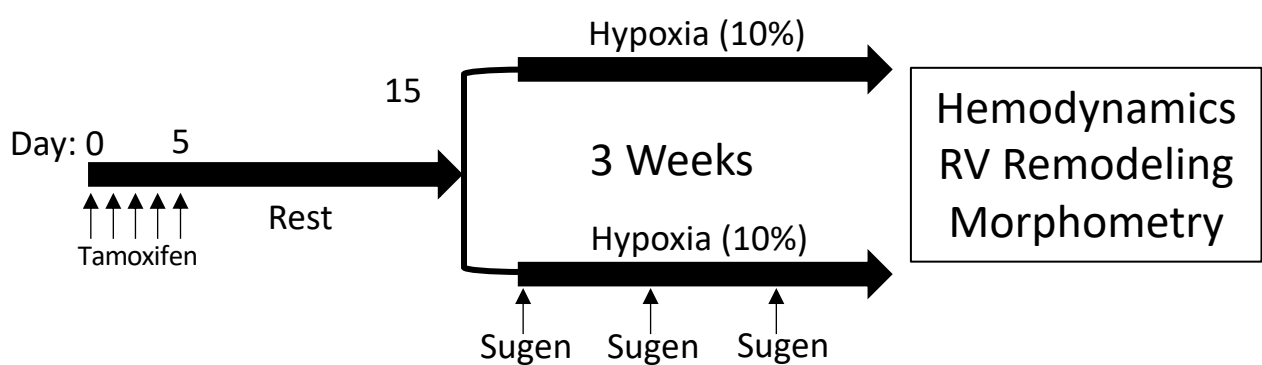 Hypoxia (10%)
15
Day: 0 5
3 Weeks
Rest
Tamoxifen
Hypoxia (10%)
Sugen Sugen Sugen
Hemodynamics
RV Remodeling
Morphometry